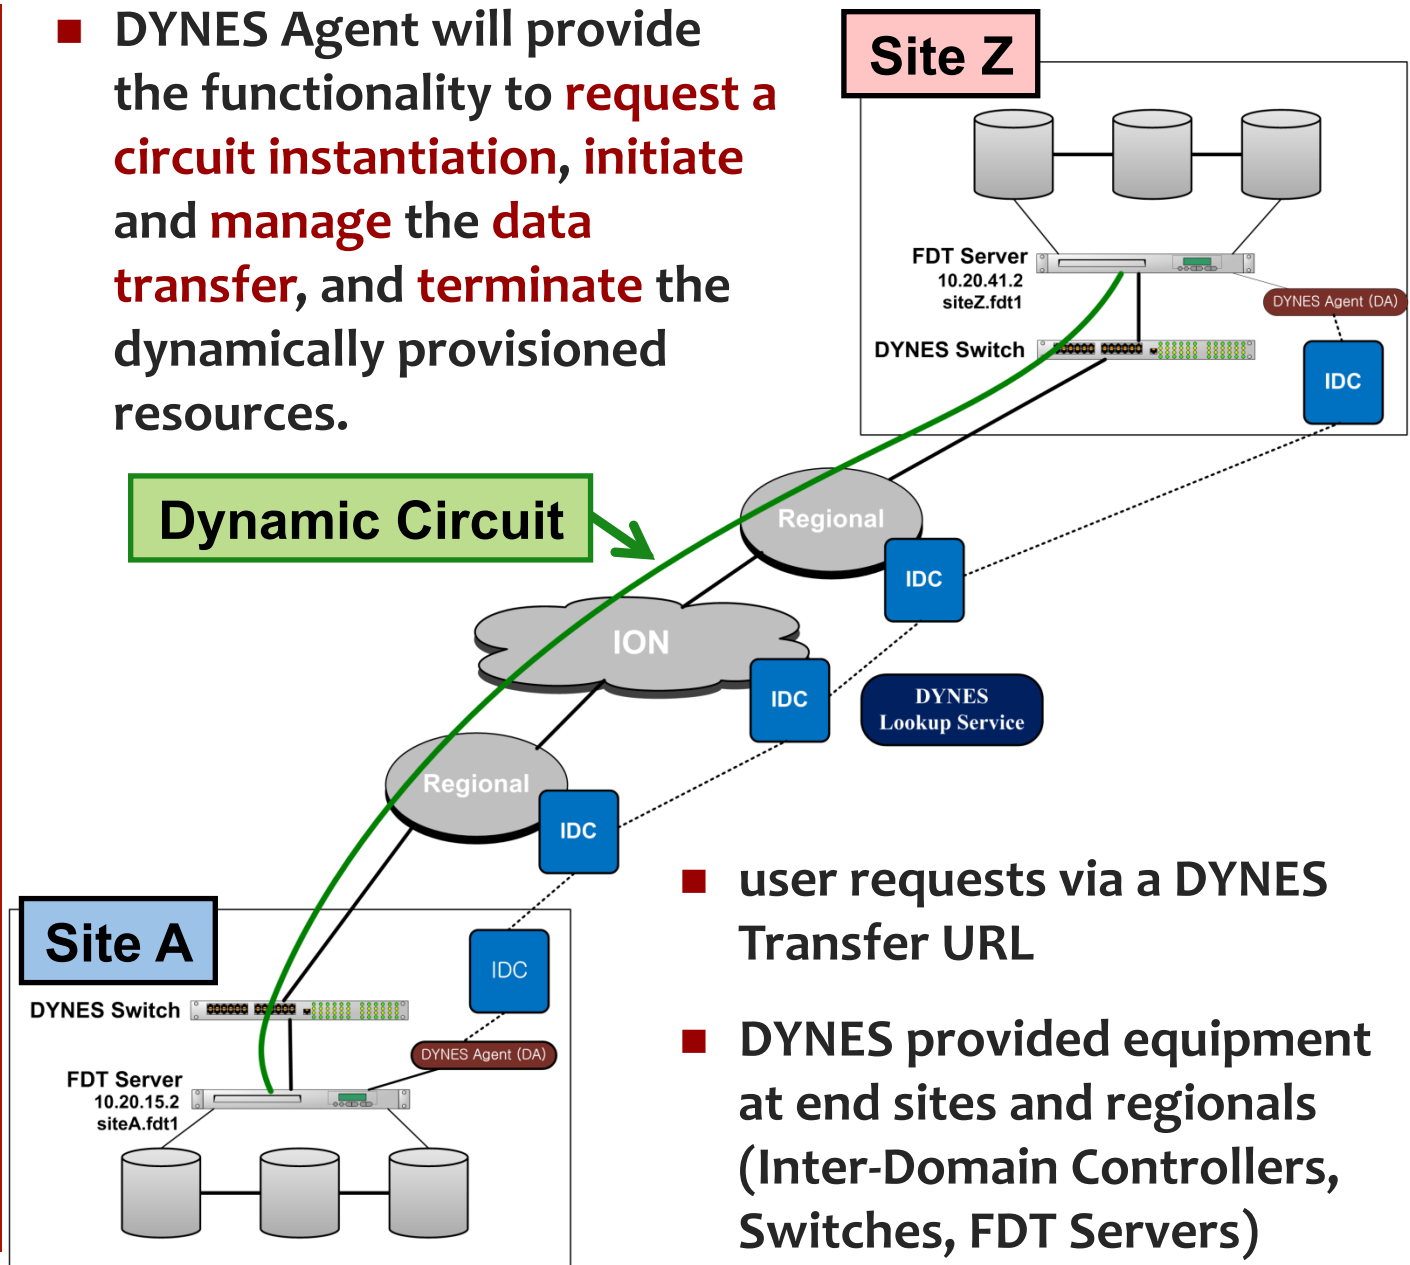 DYNES Agent will provide
the functionality to request a
circuit instantiation, initiate
and manage the data
transfer, and terminate the
dynamically provisioned
resources.
Site Z
FDT Server
10.20.41.2
siteZ.fdt1
DYNES Agent (DA)
DYNES Switch
IDC
Dynamic Circuit
Regional
IDC
ION
IDC
DYNES
Lookup Service
Regional
IDC
Site A
IDC
DYNES Switch
DYNES Agent (DA)
FDT Server
10.20.15.2
siteA.fdt1
user requests via a DYNES
Transfer URL
DYNES provided equipment
at end sites and regionals
(Inter-Domain Controllers,
Switches, FDT Servers)